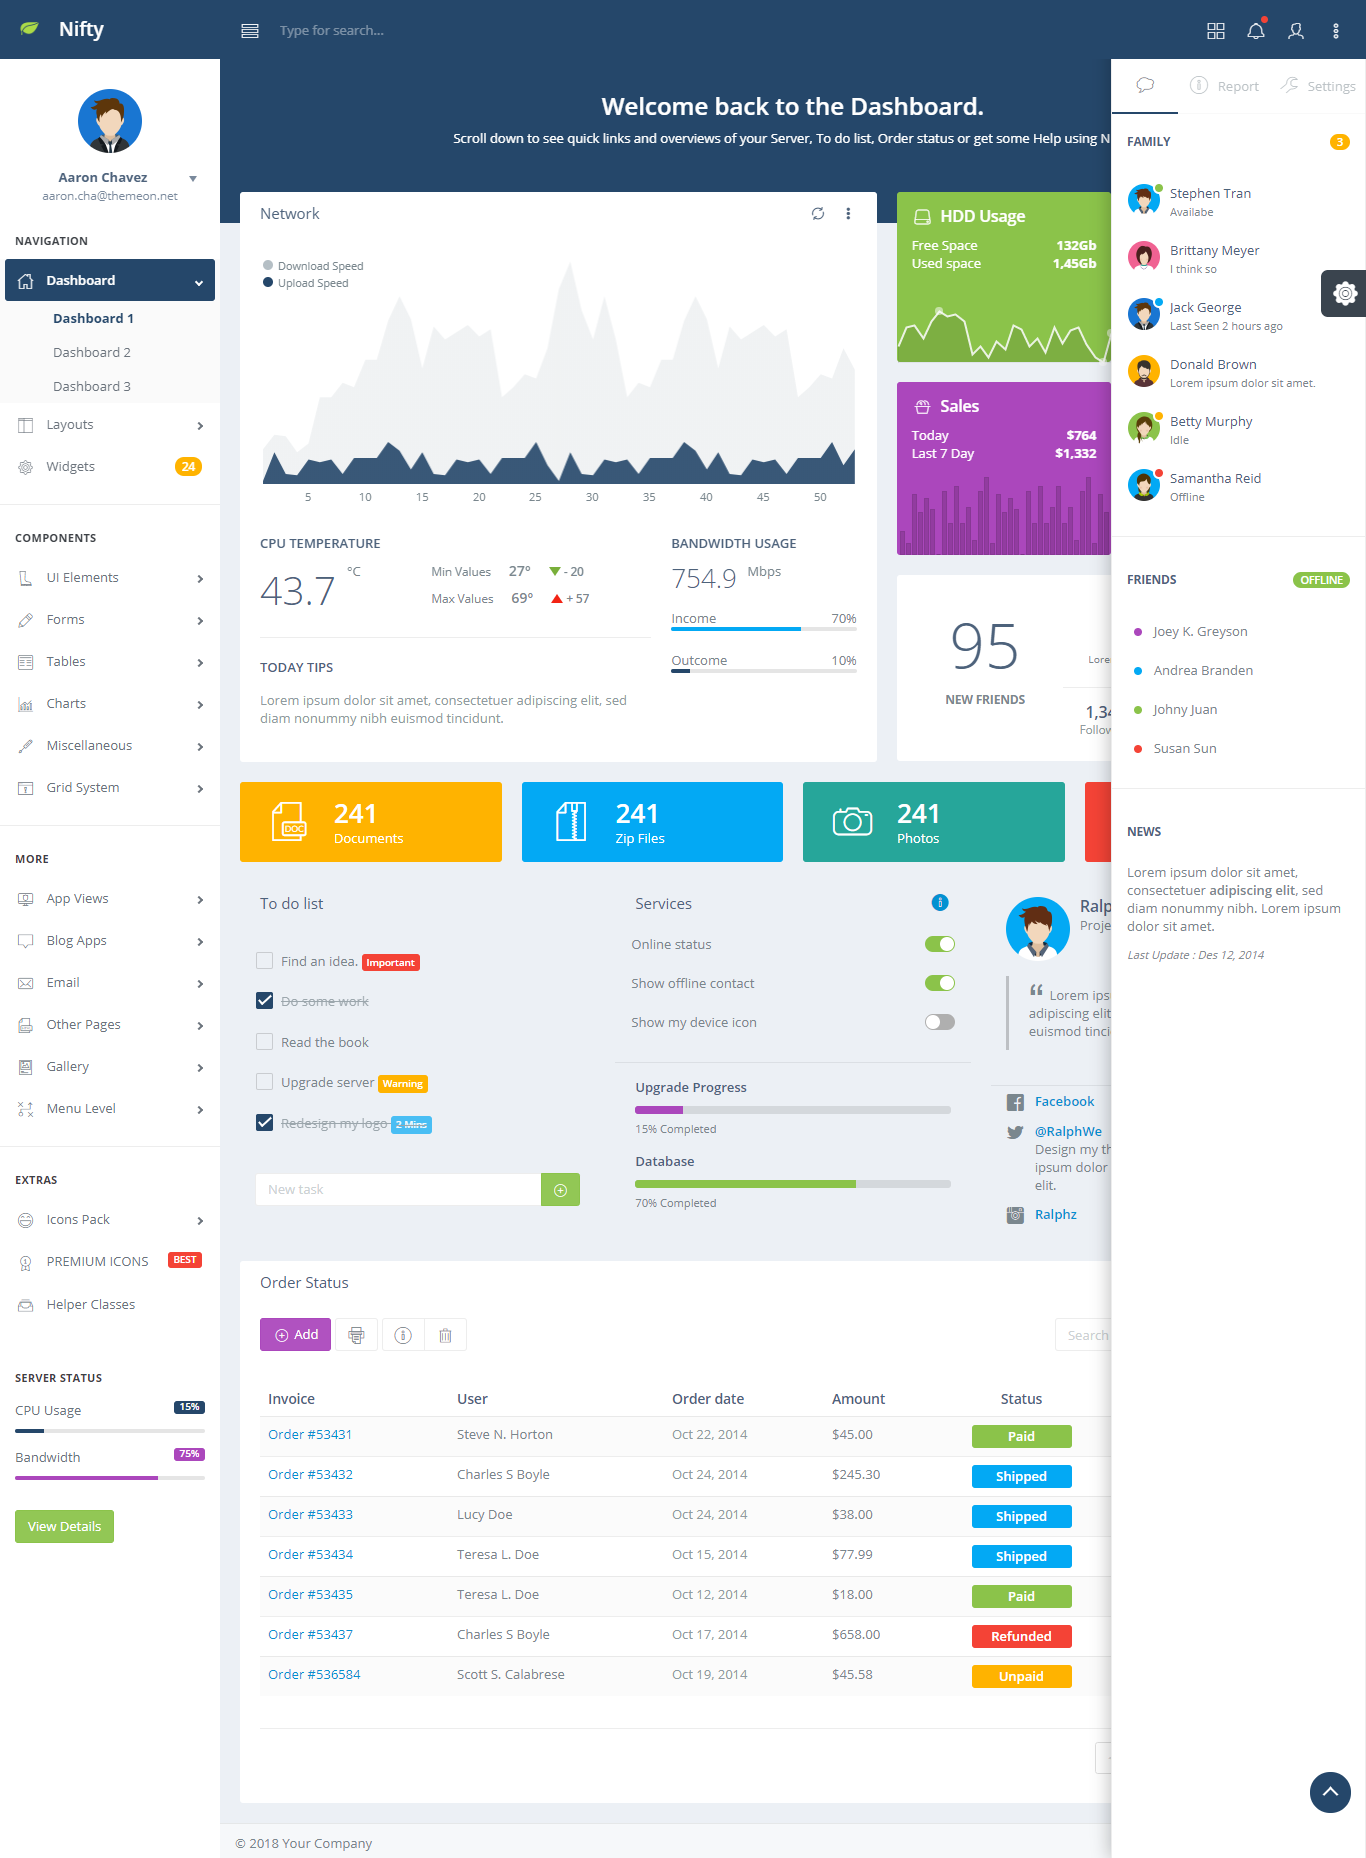 Nifty
Type for search...
Aaron Chavez
aaron.cha@themeon.net
NAVIGATION
Dashboard
Dashboard 1
Dashboard 2
Dashboard 3
Layouts
Widgets 24
COMPONENTS
UI Elements
Forms
Tables
Charts
Miscellaneous
Grid System
MORE
App Views
Blog Apps
Email
Other Pages
Gallery
Menu Level
EXTRAS
Icons Pack
PREMIUM ICONS BEST
Helper Classes
SERVER STATUS
CPU Usage 15%
Bandwidth 75%
View Details
Welcome back to the Dashboard.
Scroll down to see quick links and overviews of your Server, To do list, Order status or get some Help using N
Network
Download Speed
Upload Speed
5 10 15 20 25 30 35 40 45 50
CPU TEMPERATURE
43.7 °C
Min Values 27° - 20
Max Values 69° + 57
TODAY TIPS
Lorem ipsum dolor sit amet, consectetuer adipiscing elit, sed
diam nonummy nibh euismod tincidunt.
BANDWIDTH USAGE
754.9 Mbps
Income 70%
Outcome 10%
HDD Usage
Free Space 132Gb
Used space 1,45Gb
Sales
Today $764
Last 7 Day $1,332
95
NEW FRIENDS
Lore
1,34
Follow
241
Documents
DOC
241
Zip Files
241
Photos
To do list
Find an idea. Important
Do some work
Read the book
Upgrade server Warning
Redesign my logo 2 Mins
New task
Services
Online status
Show offline contact
Show my device icon
Upgrade Progress
15% Completed
Database
70% Completed
Ralp
Proje
“ Lorem ips
adipiscing elit
euismod tinci
Facebook
@RalphWe
Design my th
ipsum dolor
elit.
Ralphz
Order Status
Add
Search
Invoice User Order date Amount Status
Order #53431 Steve N. Horton Oct 22, 2014 $45.00 Paid
Order #53432 Charles S Boyle Oct 24, 2014 $245.30 Shipped
Order #53433 Lucy Doe Oct 24, 2014 $38.00 Shipped
Order #53434 Teresa L. Doe Oct 15, 2014 $77.99 Shipped
Order #53435 Teresa L. Doe Oct 12, 2014 $18.00 Paid
Order #53437 Charles S Boyle Oct 17, 2014 $658.00 Refunded
Order #536584 Scott S. Calabrese Oct 19, 2014 $45.58 Unpaid
© 2018 Your Company
Report
Settings
FAMILY 3
Stephen Tran
Availabe
Brittany Meyer
I think so
Jack George
Last Seen 2 hours ago
Donald Brown
Lorem ipsum dolor sit amet.
Betty Murphy
Idle
Samantha Reid
Offline
FRIENDS OFFLINE
Joey K. Greyson
Andrea Branden
Johny Juan
Susan Sun
NEWS
Lorem ipsum dolor sit amet,
consectetuer adipiscing elit, sed
diam nonummy nibh. Lorem ipsum
dolor sit amet.
Last Update : Des 12, 2014